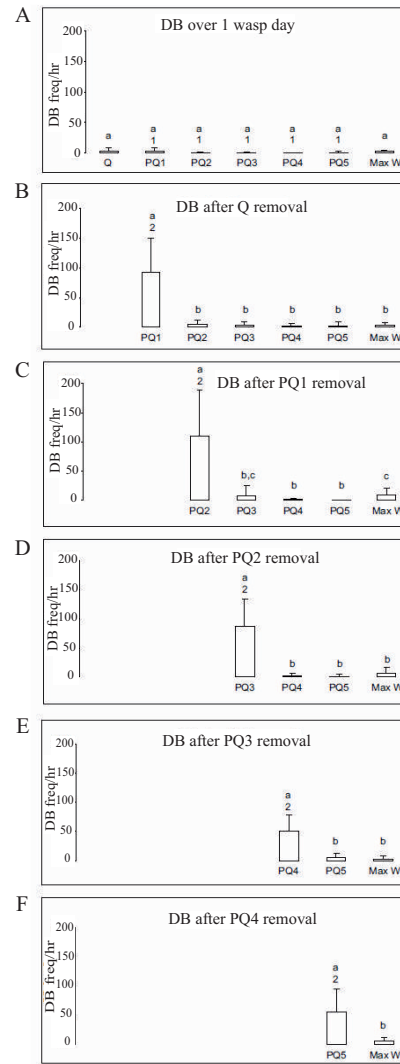 A
DB over 1 wasp day
DB freq/hr
200
150
100
50
0
a a a a a a a
1 1 1 1 1
Q PQ1 PQ2 PQ3 PQ4 PQ5 Max W
B
DB after Q removal
DB freq/hr
200
150
100
50
0
a
2
b b b b b
PQ1 PQ2 PQ3 PQ4 PQ5 Max W
C
DB after PQ1 removal
DB freq/hr
200
150
100
50
0
a
2
b,c b b c
PQ2 PQ3 PQ4 PQ5 Max W
D
DB after PQ2 removal
DB freq/hr
200
150
100
50
0
a
2
b b b
PQ3 PQ4 PQ5 Max W
E
DB after PQ3 removal
DB freq/hr
200
150
100
50
0
a
2
b b
PQ4 PQ5 Max W
F
DB after PQ4 removal
DB freq/hr
200
150
100
50
0
a
2
b
PQ5 Max W